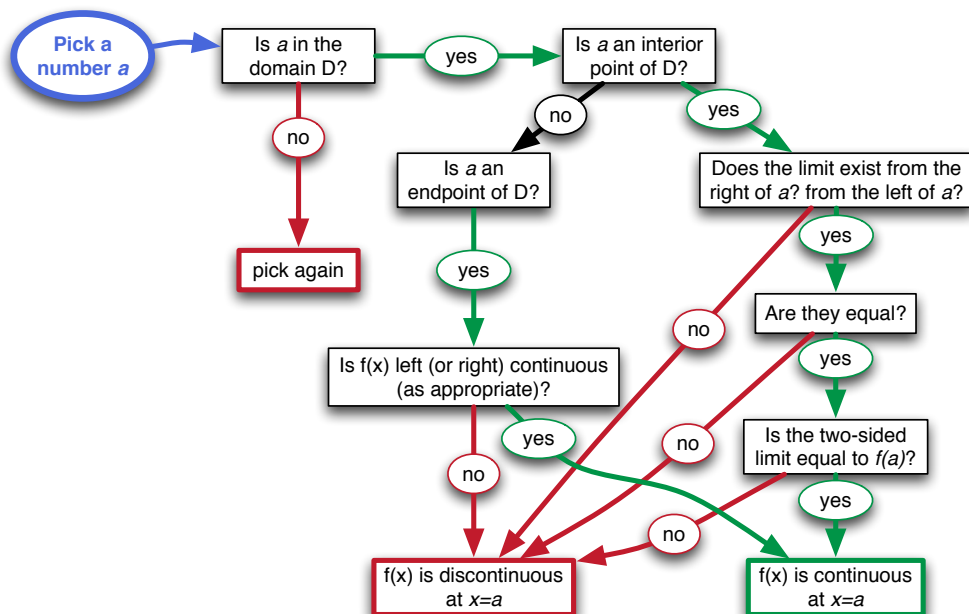 Pick a
number a
Is a in the
domain D?
yes
Is an interior
point of D?
no
no
yes
Is a an
endpoint of D?
Does the limit exist from the
right of a? from the left of a?
pick again
yes
yes
no
Are they equal?
Is f(x) left (or right) continuous
(as appropriate)?
yes
yes
no
no
Is the two-sided
limit equal to f(a)?
no
yes
f(x) is discontinuous
at x=a
f(x) is continuous
at x=a